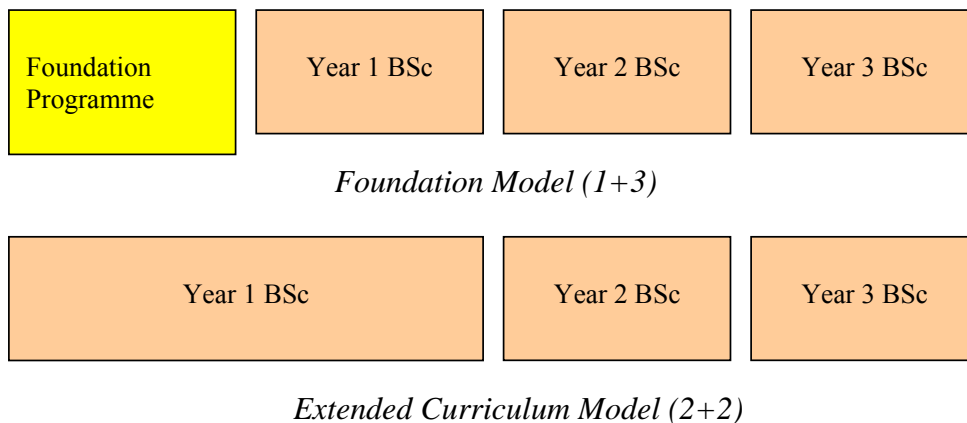 Foundation
Programme
Year 1 BSc
Year 2 BSc
Year 3 BSc
Foundation Model (1+3)
Year 1 BSc
Year 2 BSc
Year 3 BSc
Extended Curriculum Model (2+2)